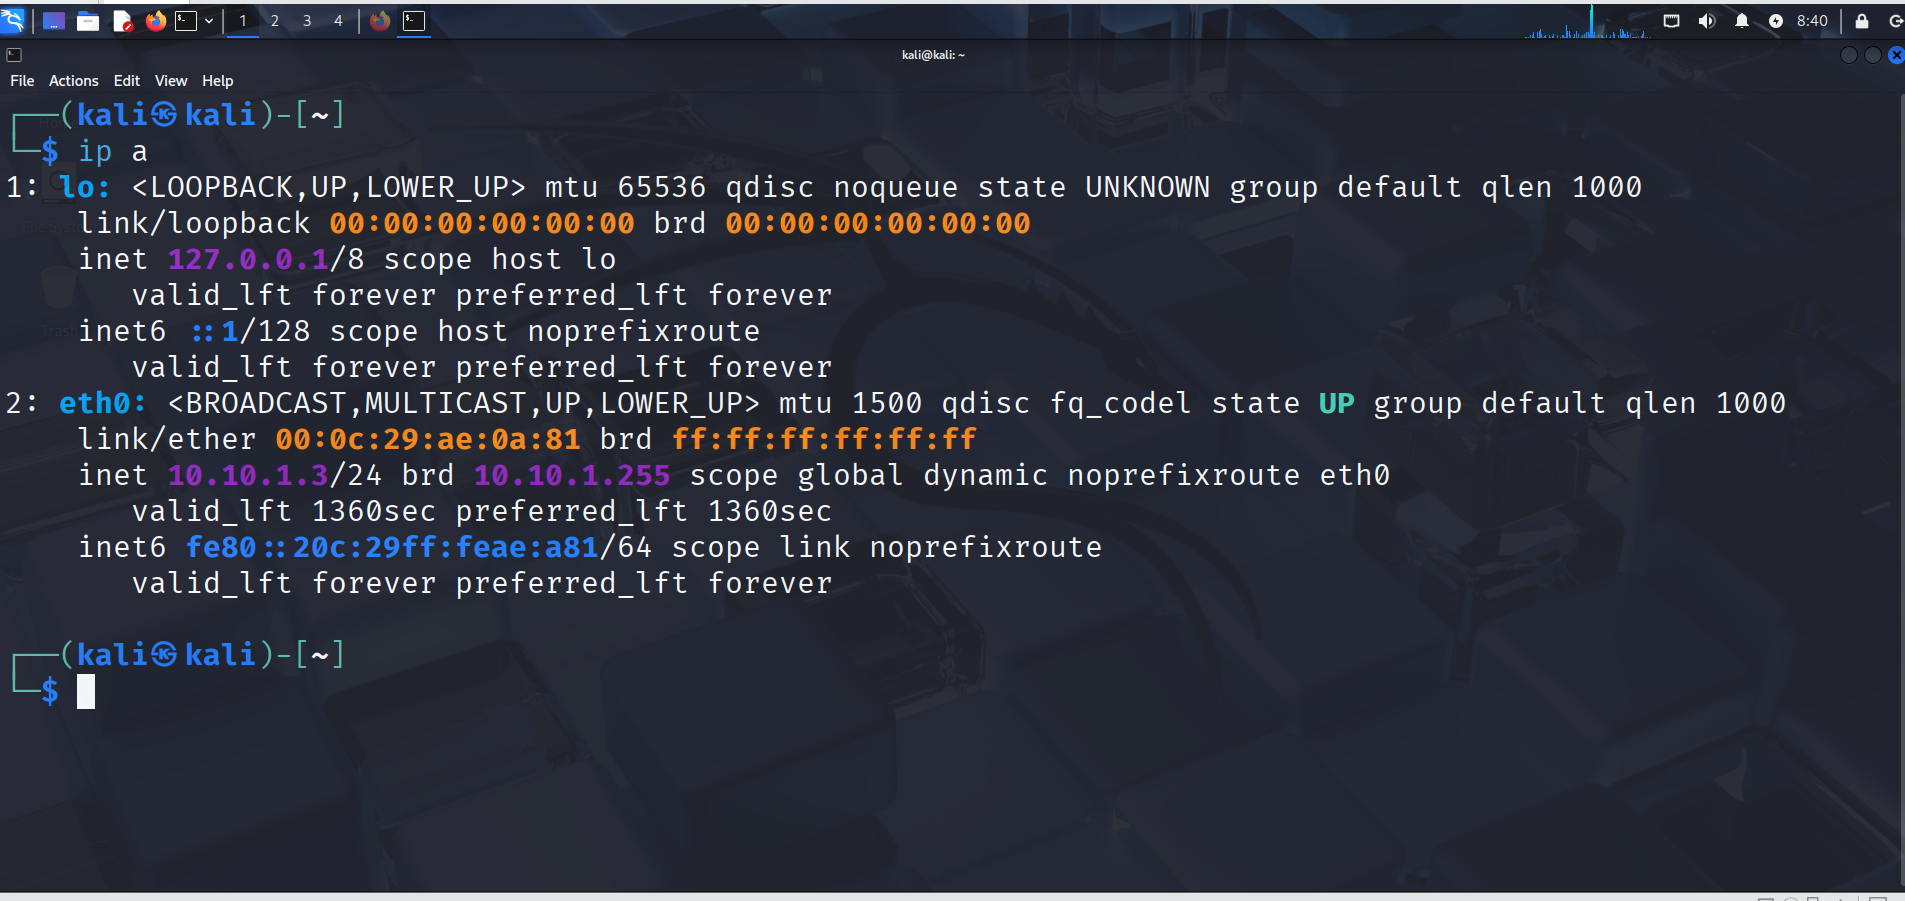 1 2 3 4 8:40
kali@kali: ~
File Actions Edit View Help
┌──(kali㉿kali)-[~]
└─$ ip a
1: lo: <LOOPBACK,UP,LOWER_UP> mtu 65536 qdisc noqueue state UNKNOWN group default qlen 1000
link/loopback 00:00:00:00:00:00 brd 00:00:00:00:00:00
inet 127.0.0.1/8 scope host lo
valid_lft forever preferred_lft forever
inet6 ::1/128 scope host noprefixroute
valid_lft forever preferred_lft forever
2: eth0: <BROADCAST,MULTICAST,UP,LOWER_UP> mtu 1500 qdisc fq_codel state UP group default qlen 1000
link/ether 00:0c:29:ae:0a:81 brd ff:ff:ff:ff:ff:ff
inet 10.10.1.3/24 brd 10.10.1.255 scope global dynamic noprefixroute eth0
valid_lft 1360sec preferred_lft 1360sec
inet6 fe80::20c:29ff:feae:a81/64 scope link noprefixroute
valid_lft forever preferred_lft forever
┌──(kali㉿kali)-[~]
└─$